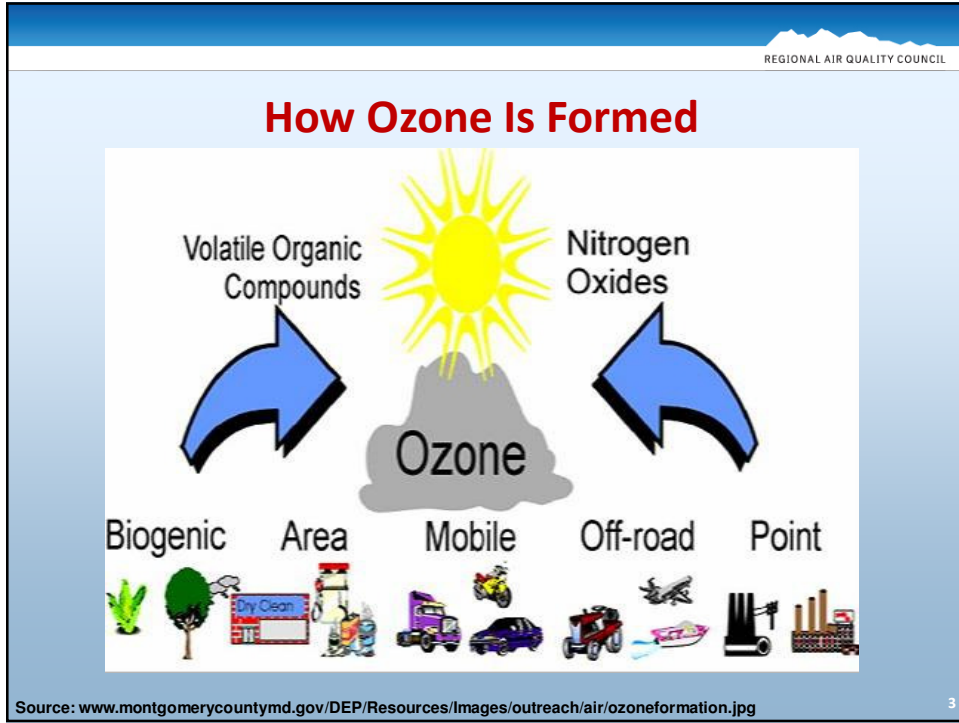 REGIONAL AIR QUALITY COUNCIL
How Ozone Is Formed
Volatile Organic
Compounds
Nitrogen
Oxides
Ozone
Biogenic
Area
Mobile
Off-road
Point
Dry Clean
Source: www.montgomerycountymd.gov/DEP/Resources/Images/outreach/air/ozoneformation.jpg
3